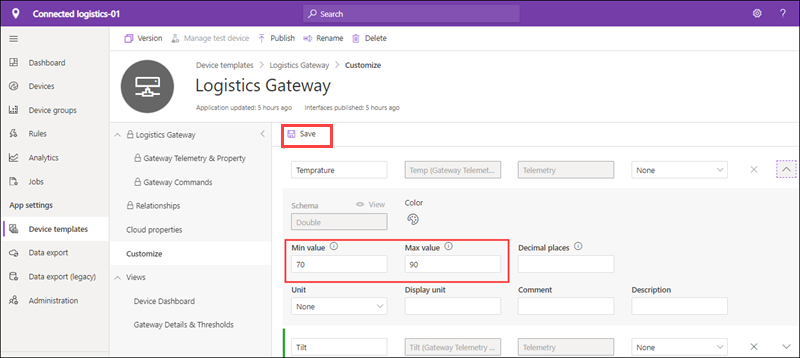 Connected logistics-01
Search
?
Version
Manage test device
Publish
Rename
Delete
Dashboard
Devices
Device groups
Rules
Analytics
Jobs
App settings
Device templates
Data export
Data export (legacy)
Administration
Device templates > Logistics Gateway > Customize
Logistics Gateway
Application updated: 5 hours ago Interfaces published: 5 hours ago
Logistics Gateway
Gateway Telemetry & Property
Gateway Commands
Relationships
Cloud properties
Customize
Views
Device Dashboard
Gateway Details & Thresholds
Save
Temprature Temp (Gateway Telemet... Telemetry None
Schema View Color
Double
Min value Max value Decimal places
70 90
Unit Display unit Comment Description
None
Tilt Tilt (Gateway Telemetry ... Telemetry None